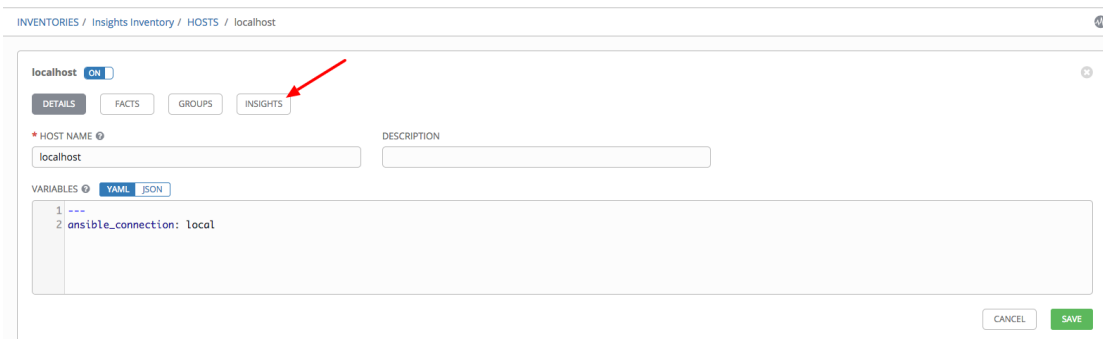 INVENTORIES / Insights Inventory / HOSTS / localhost
localhost ON
DETAILS FACTS GROUPS INSIGHTS
* HOST NAME ? DESCRIPTION
localhost
VARIABLES ? YAML JSON
1 ---
2 ansible_connection: local
CANCEL SAVE